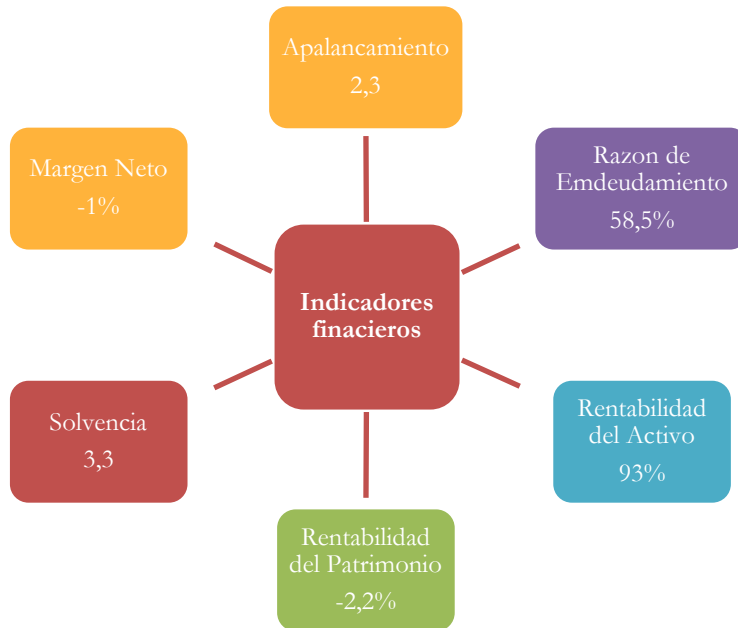 Apalancamiento
2,3
Razon de
Emdeudamiento
58,5%
Rentabilidad
del Activo
93%
Rentabilidad
del Patrimonio
-2,2%
Solvencia
3,3
Margen Neto
-1%
Indicadores
finacieros